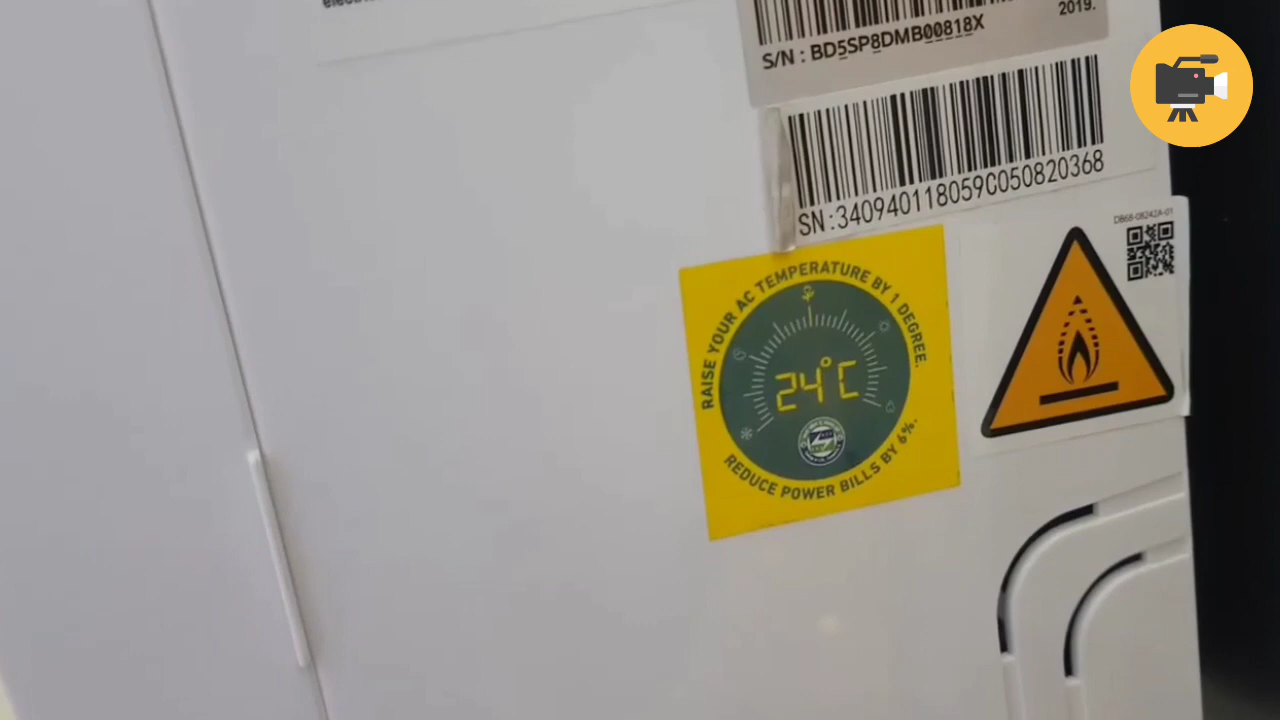 2019.
S/N : BD5SP8DMB00818X
SN:340940118059C050820368
DB68-08242A-01
RAISE YOUR AC TEMPERATURE BY 1 DEGREE.
24°C
REDUCE POWER BILLS BY 6%.